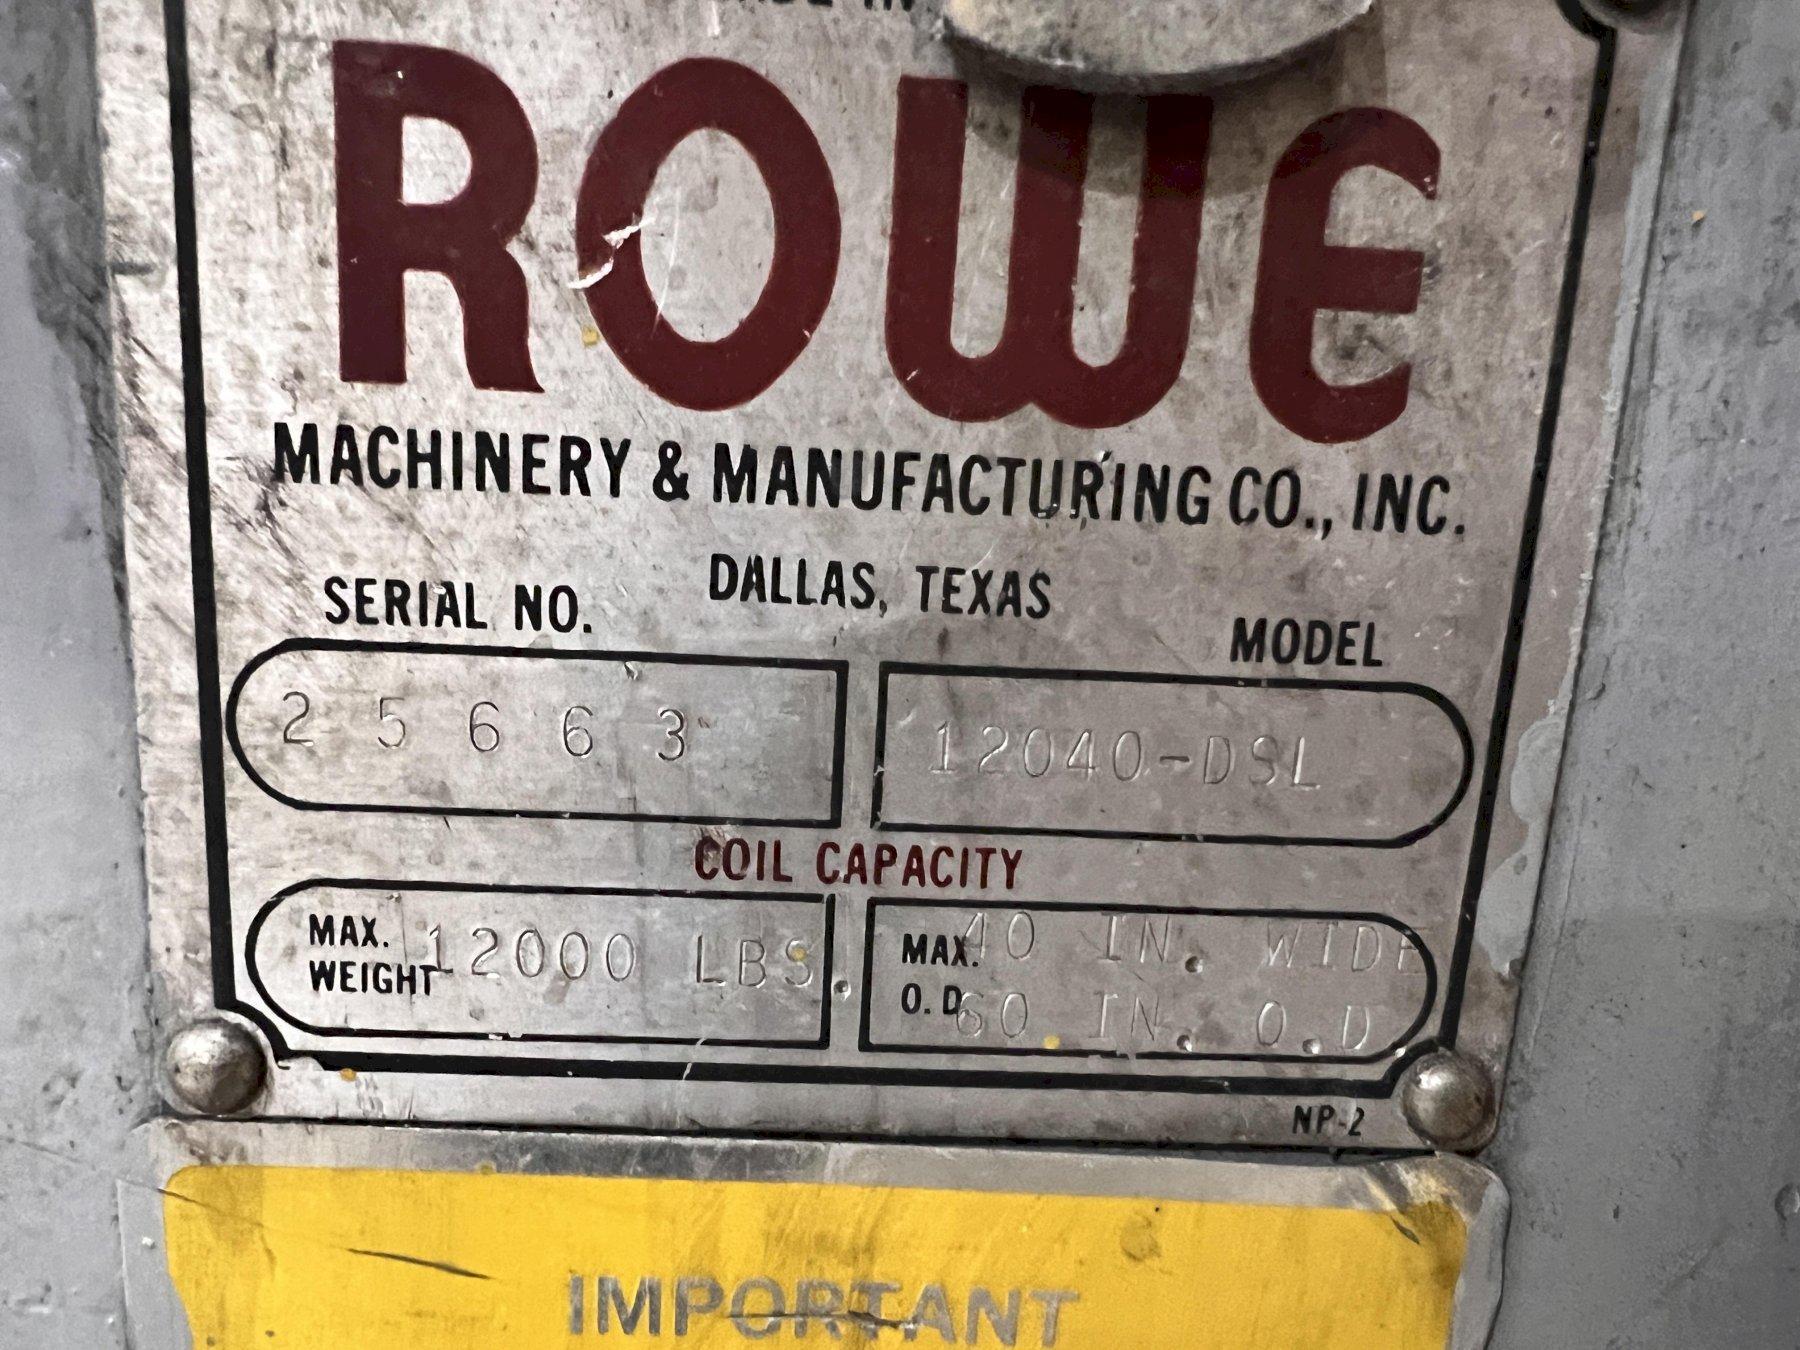 ROWE
MACHINERY & MANUFACTURING CO., INC.
DALLAS, TEXAS
SERIAL NO. MODEL
25663 12040-DSL
COIL CAPACITY
MAX. WEIGHT 12000 LBS.
MAX. O.D. 40 IN. WIDE
60 IN. O.D.
NP-2
IMPORTANT